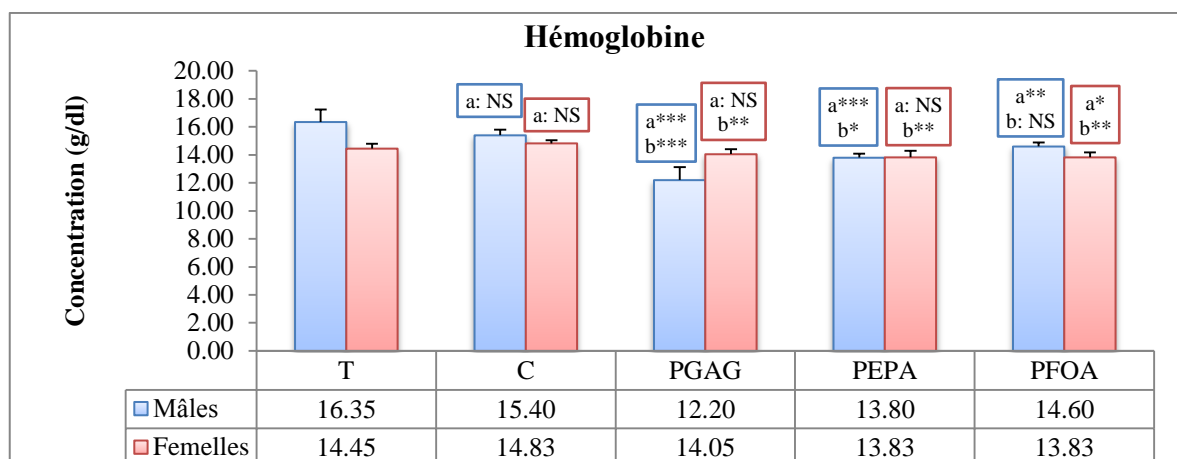 Hémoglobine
Concentration (g/dl)
20.00
18.00
16.00
14.00
12.00
10.00
8.00
6.00
4.00
2.00
0.00
a: NS
a: NS
a****
b***
a: NS
b**
a***
b*
a: NS
b**
a**
b: NS
a*
b**
T C PGAG PEPA PFOA
Mâles 16.35 15.40 12.20 13.80 14.60
Femelles 14.45 14.83 14.05 13.83 13.83